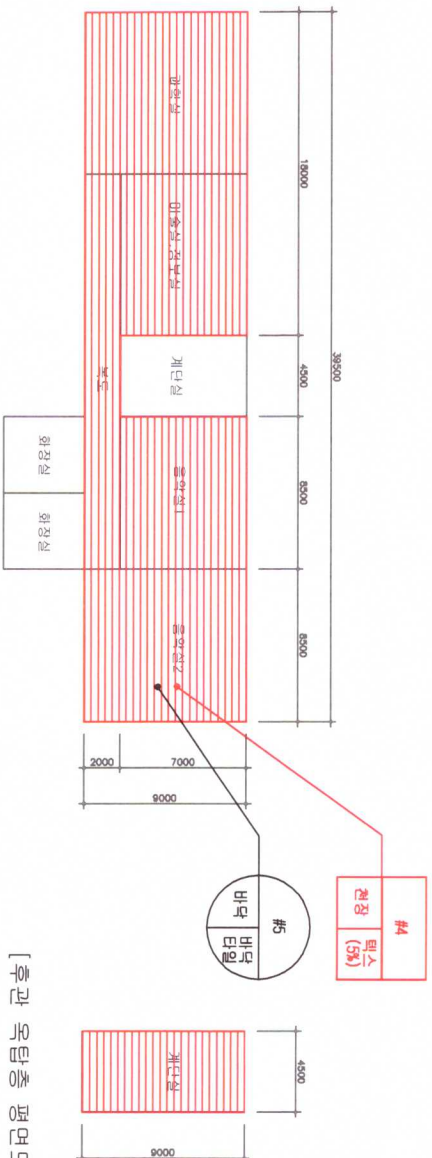 39500
18000
4500
8500
8500
과학실
미술실,준비실
계단실
음악실1
음악실2
복도
화장실
화장실
2000
7000
9000
#4
천장
텍스
(5%)
#5
바닥
바닥
타일
4500
계단실
9000
[후관 옥탑층 평면